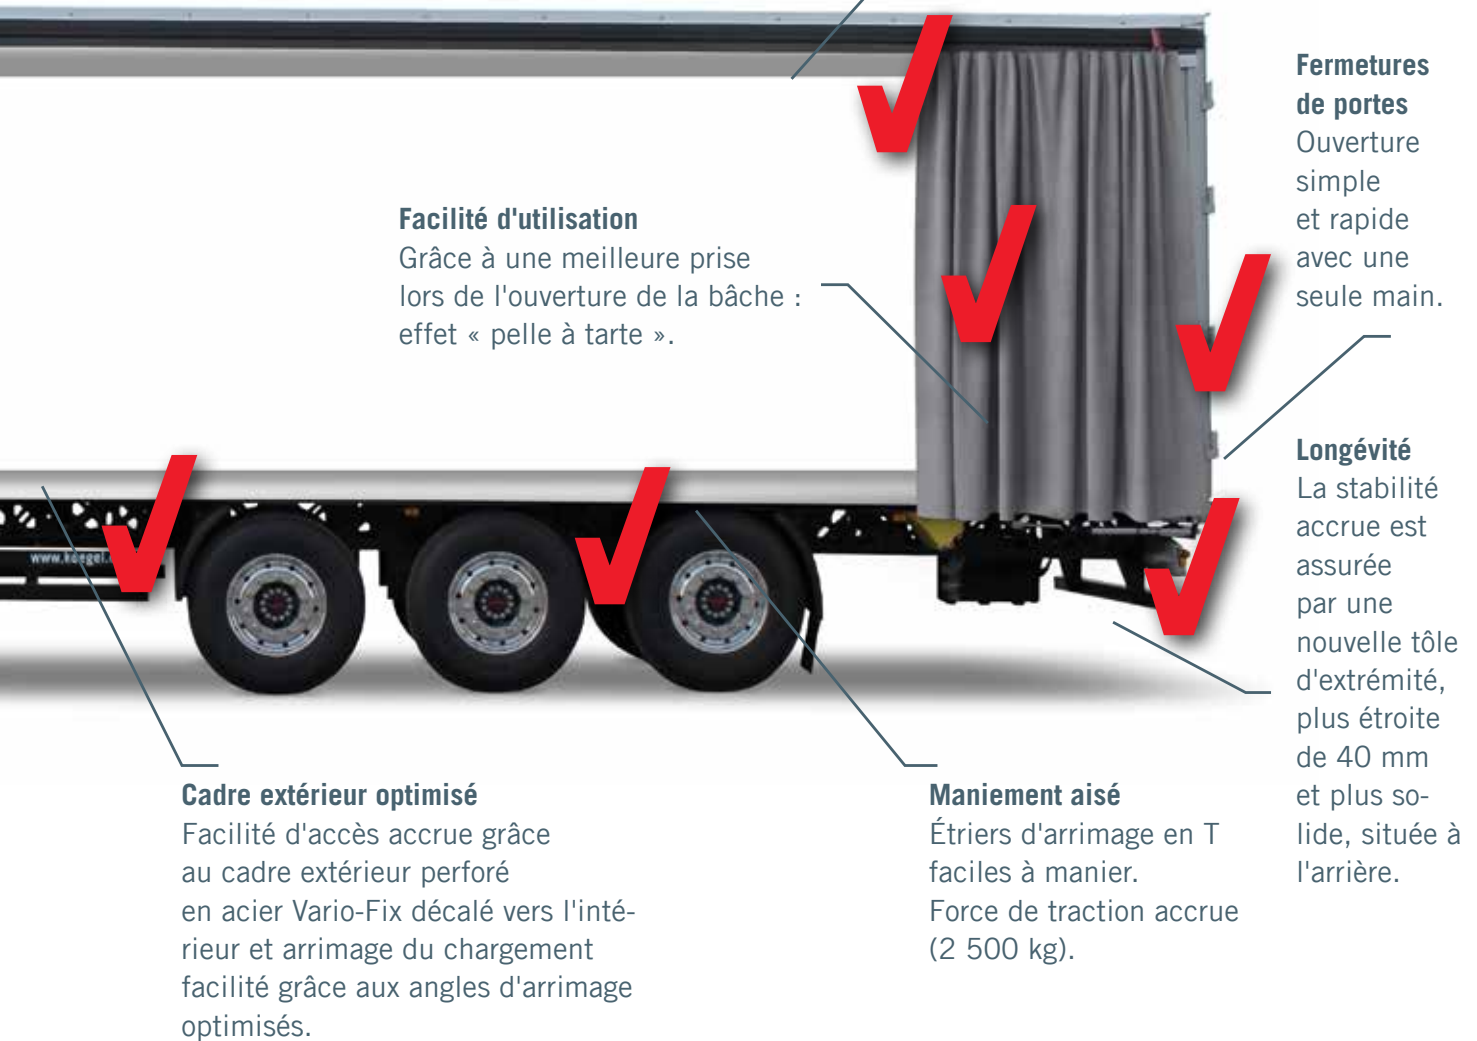 Fermetures
de portes
Ouverture
simple
et rapide
avec une
seule main.
Facilité d'utilisation
Grâce à une meilleure prise
lors de l'ouverture de la bâche :
effet « pelle à tarte ».
Longévité
La stabilité
accrue est
assurée
par une
nouvelle tôle
d'extrémité,
plus étroite
de 40 mm
et plus so-
lide, située à
l'arrière.
www.koegel.
Cadre extérieur optimisé
Facilité d'accès accrue grâce
au cadre extérieur perforé
en acier Vario-Fix décalé vers l'inté-
rieur et arrimage du chargement
facilité grâce aux angles d'arrimage
optimisés.
Maniement aisé
Étriers d'arrimage en T
faciles à manier.
Force de traction accrue
(2 500 kg).